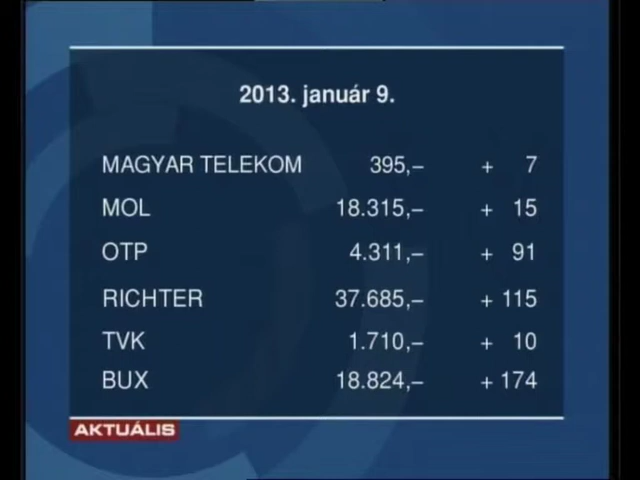 2013. január 9.
MAGYAR TELEKOM 395,– + 7
MOL 18.315,– + 15
OTP 4.311,– + 91
RICHTER 37.685,– + 115
TVK 1.710,– + 10
BUX 18.824,– + 174
AKTUÁLIS